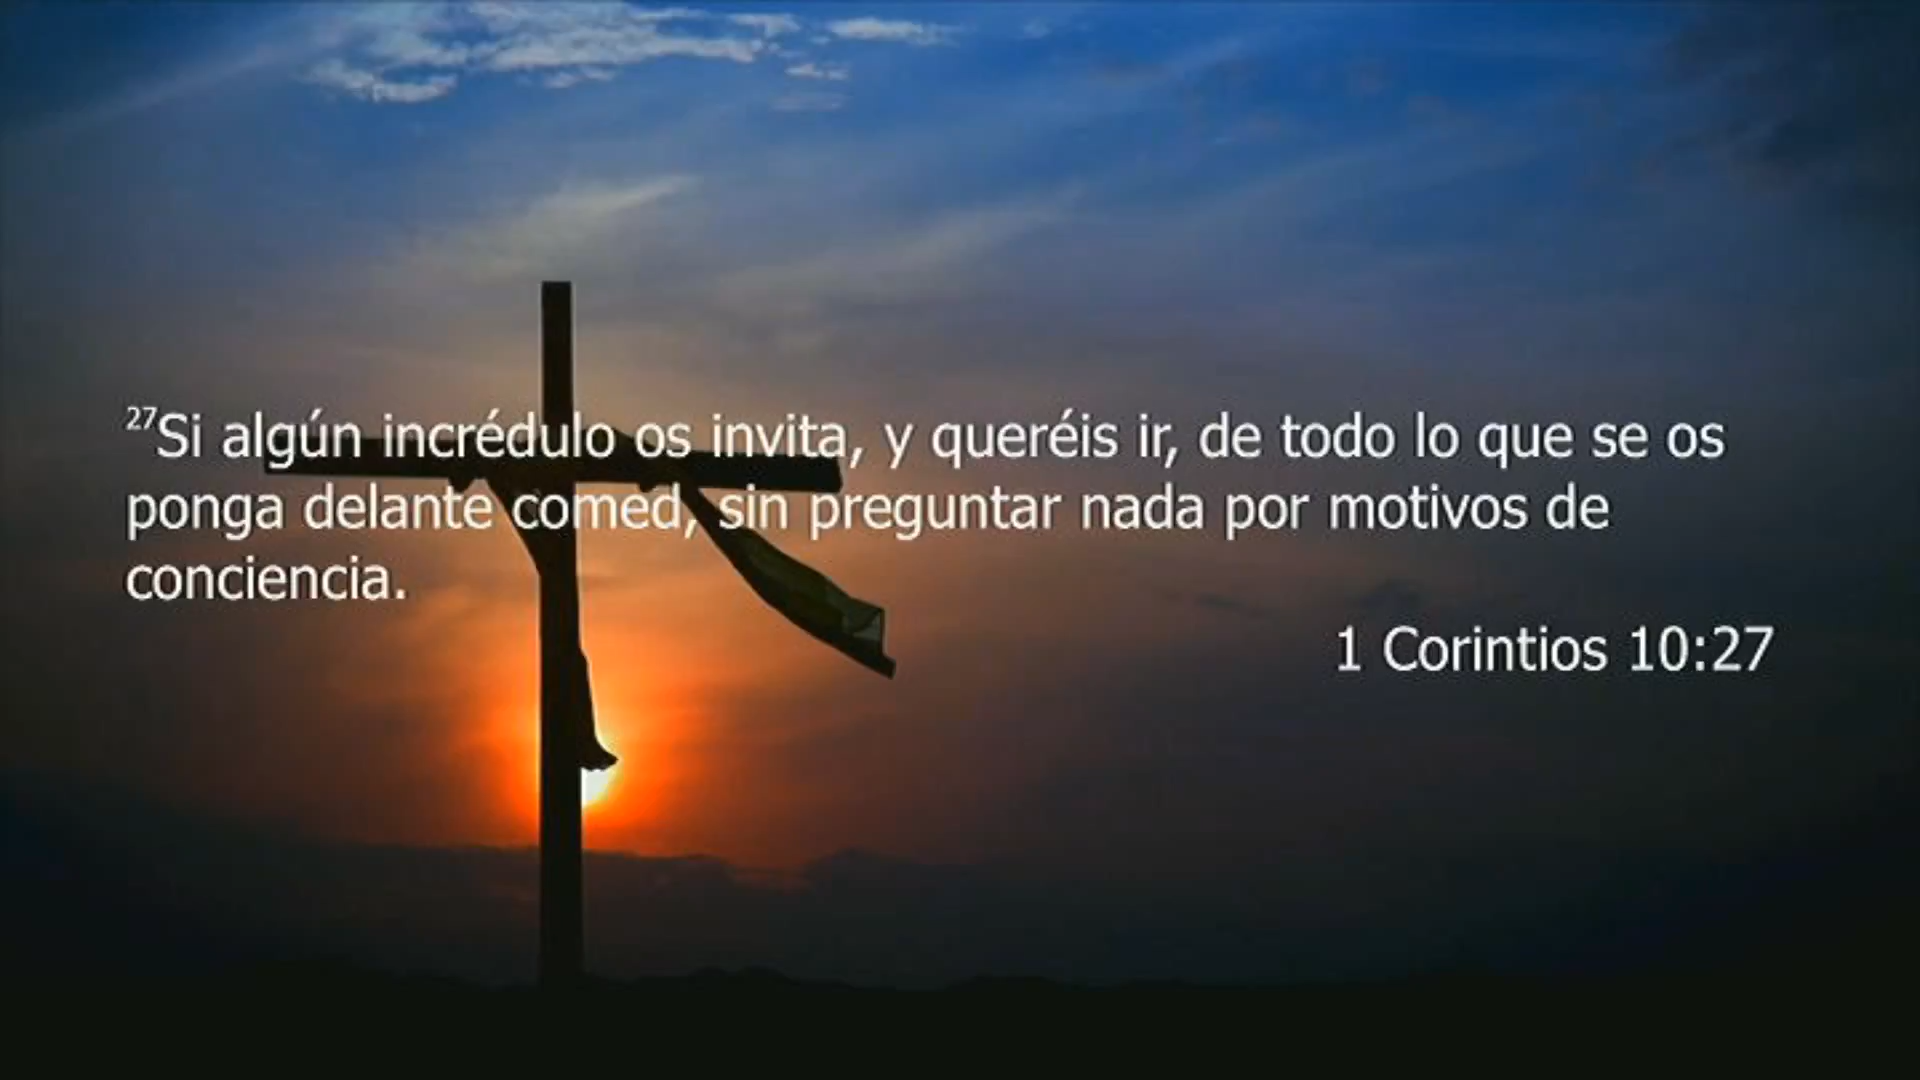 27Si algún incrédulo os invita, y queréis ir, de todo lo que se os
ponga delante comed, sin preguntar nada por motivos de
conciencia.
1 Corintios 10:27